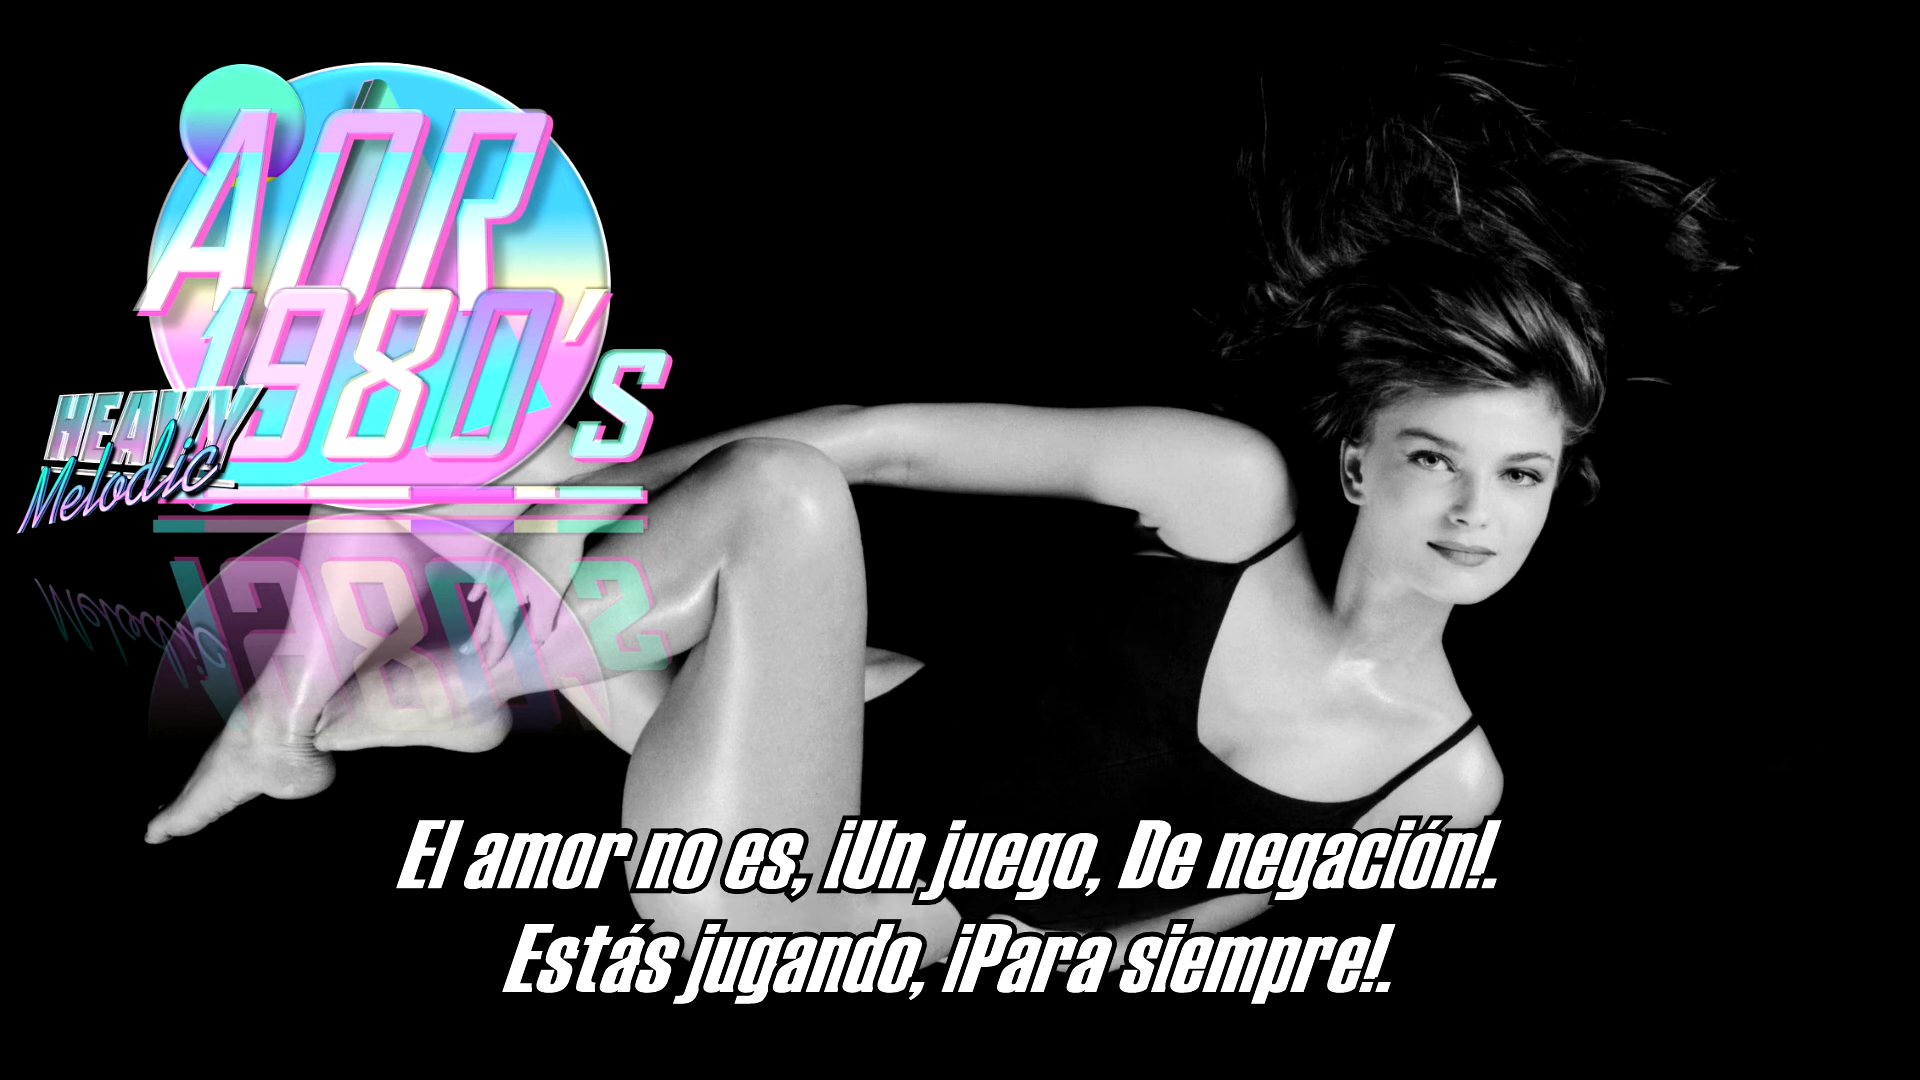 AOR
1980's
HEAVY
Melodic
El amor no es, ¡Un juego, De negación!.
Estás jugando, ¡Para siempre!.